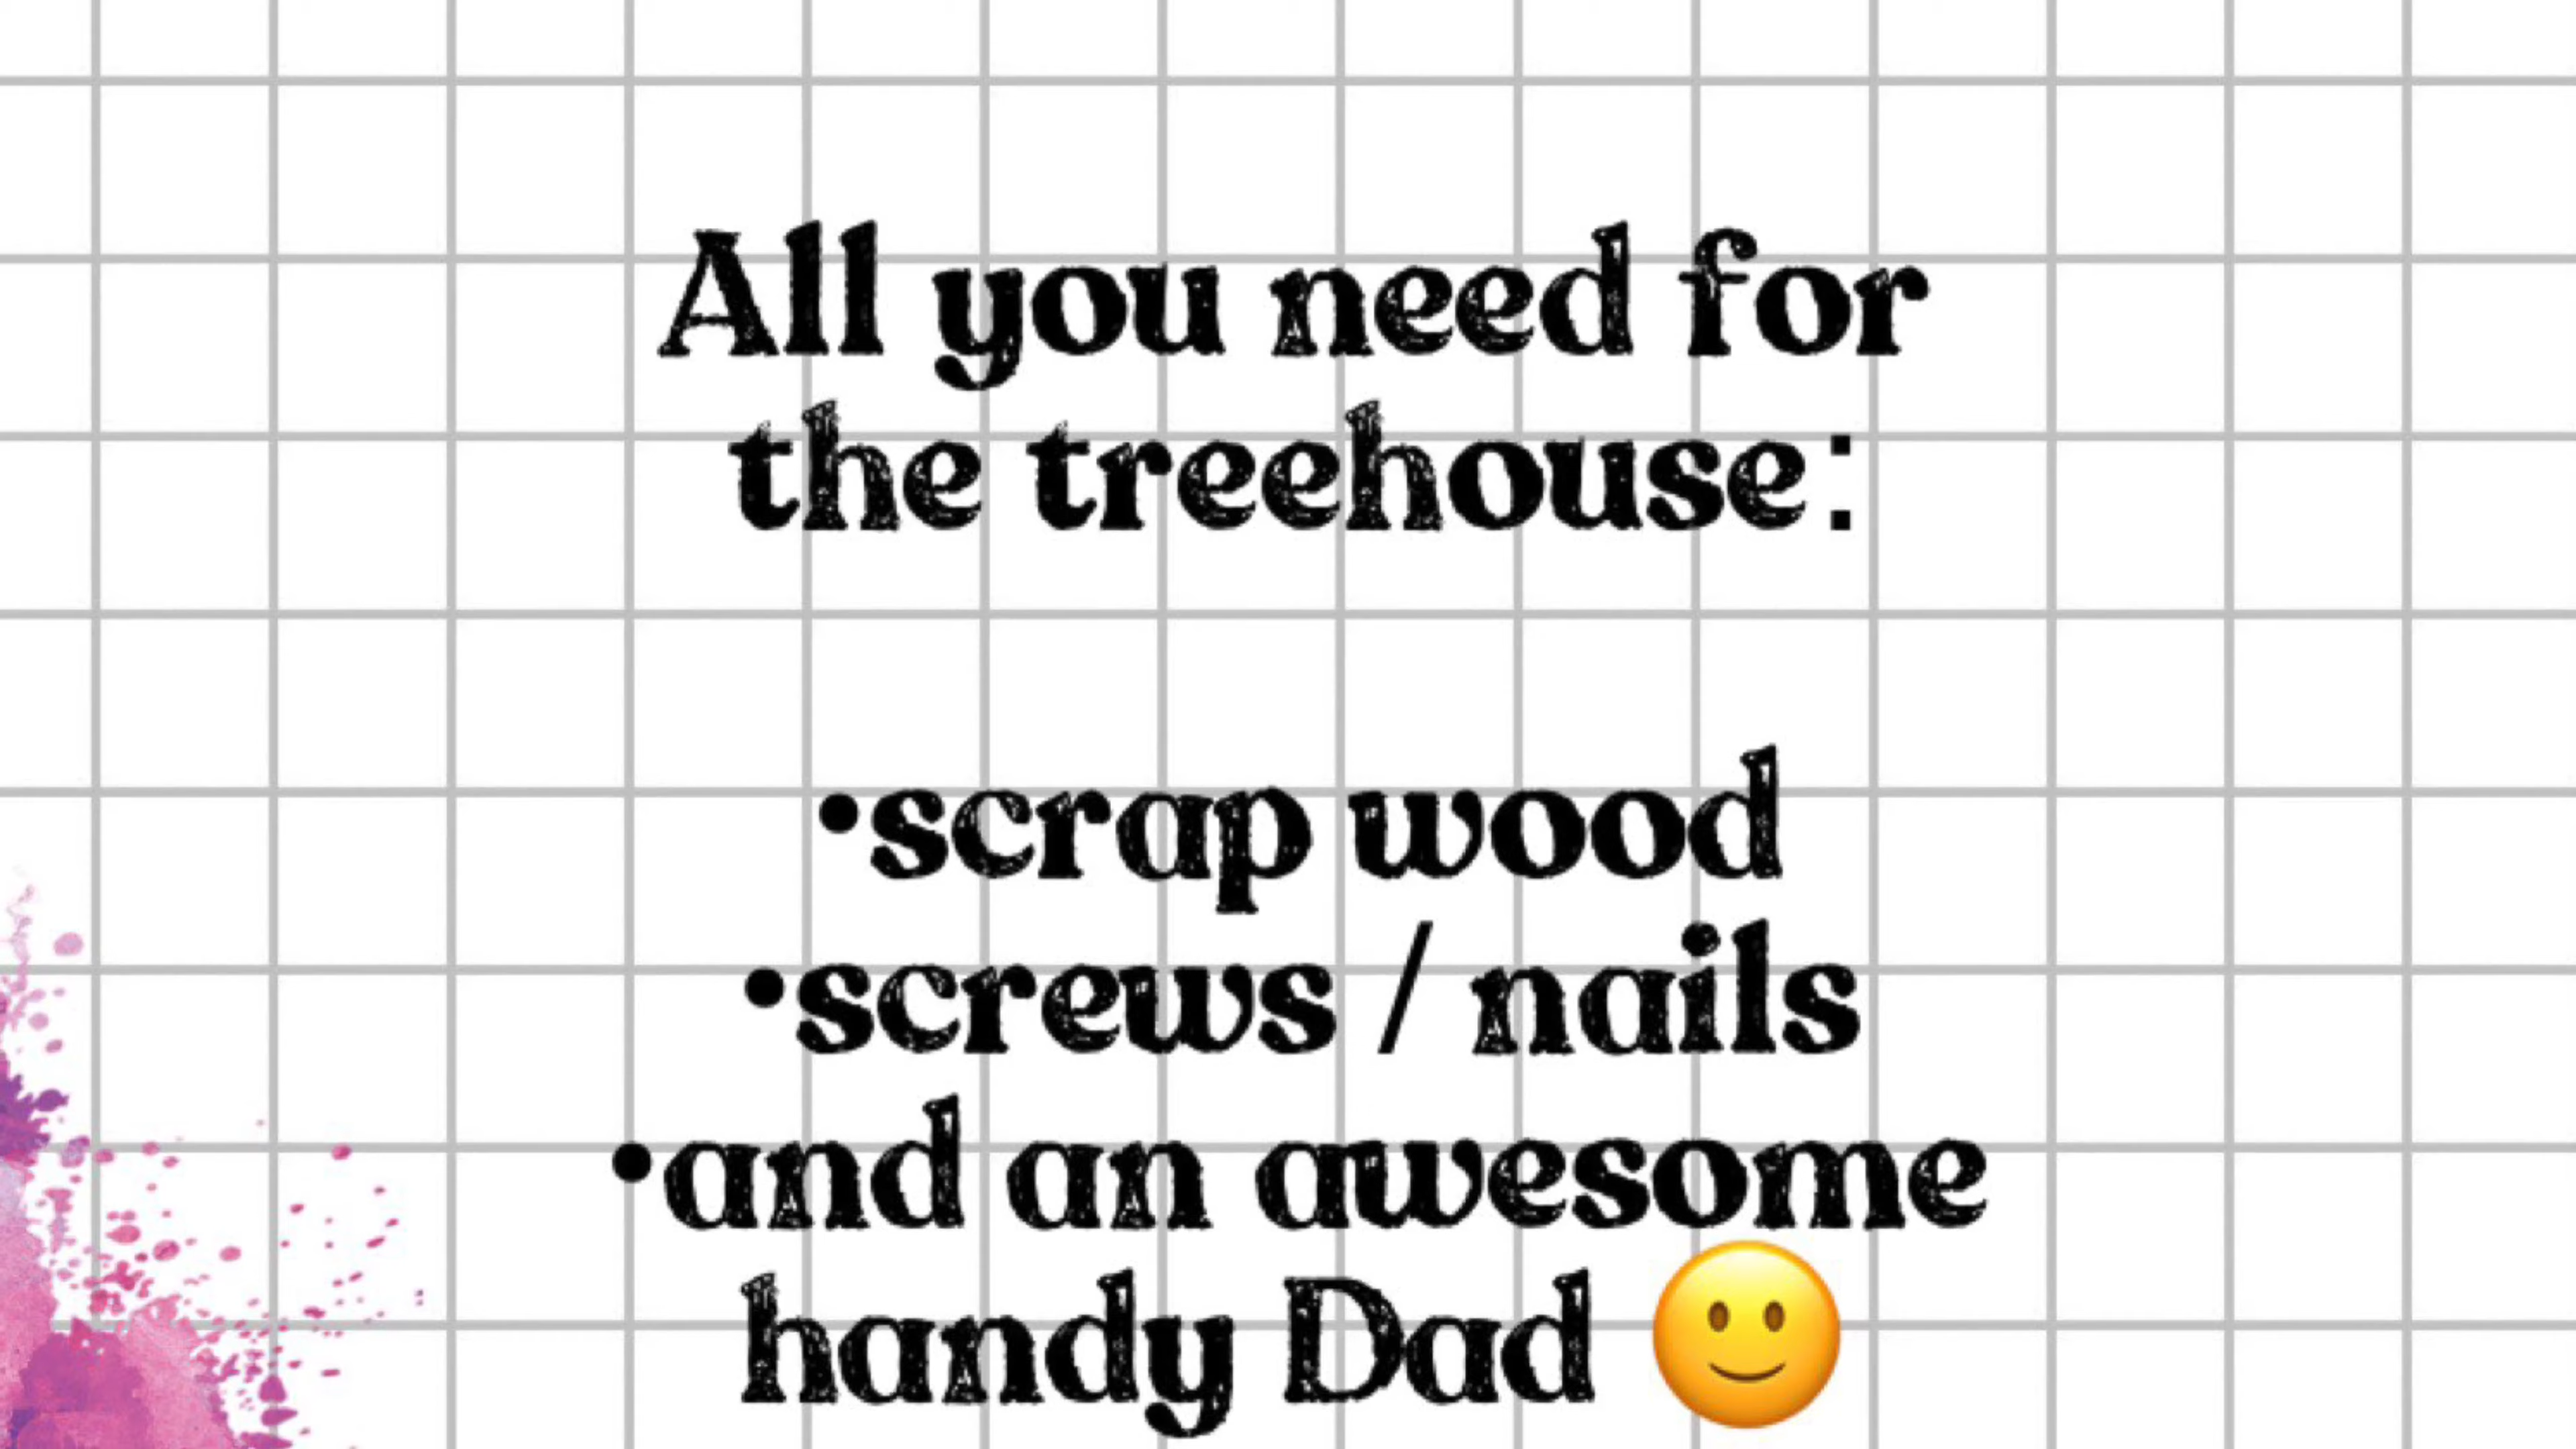 All you need for
the treehouse:
•scrap wood
•screws / nails
•and an awesome
handy Dad 🙂